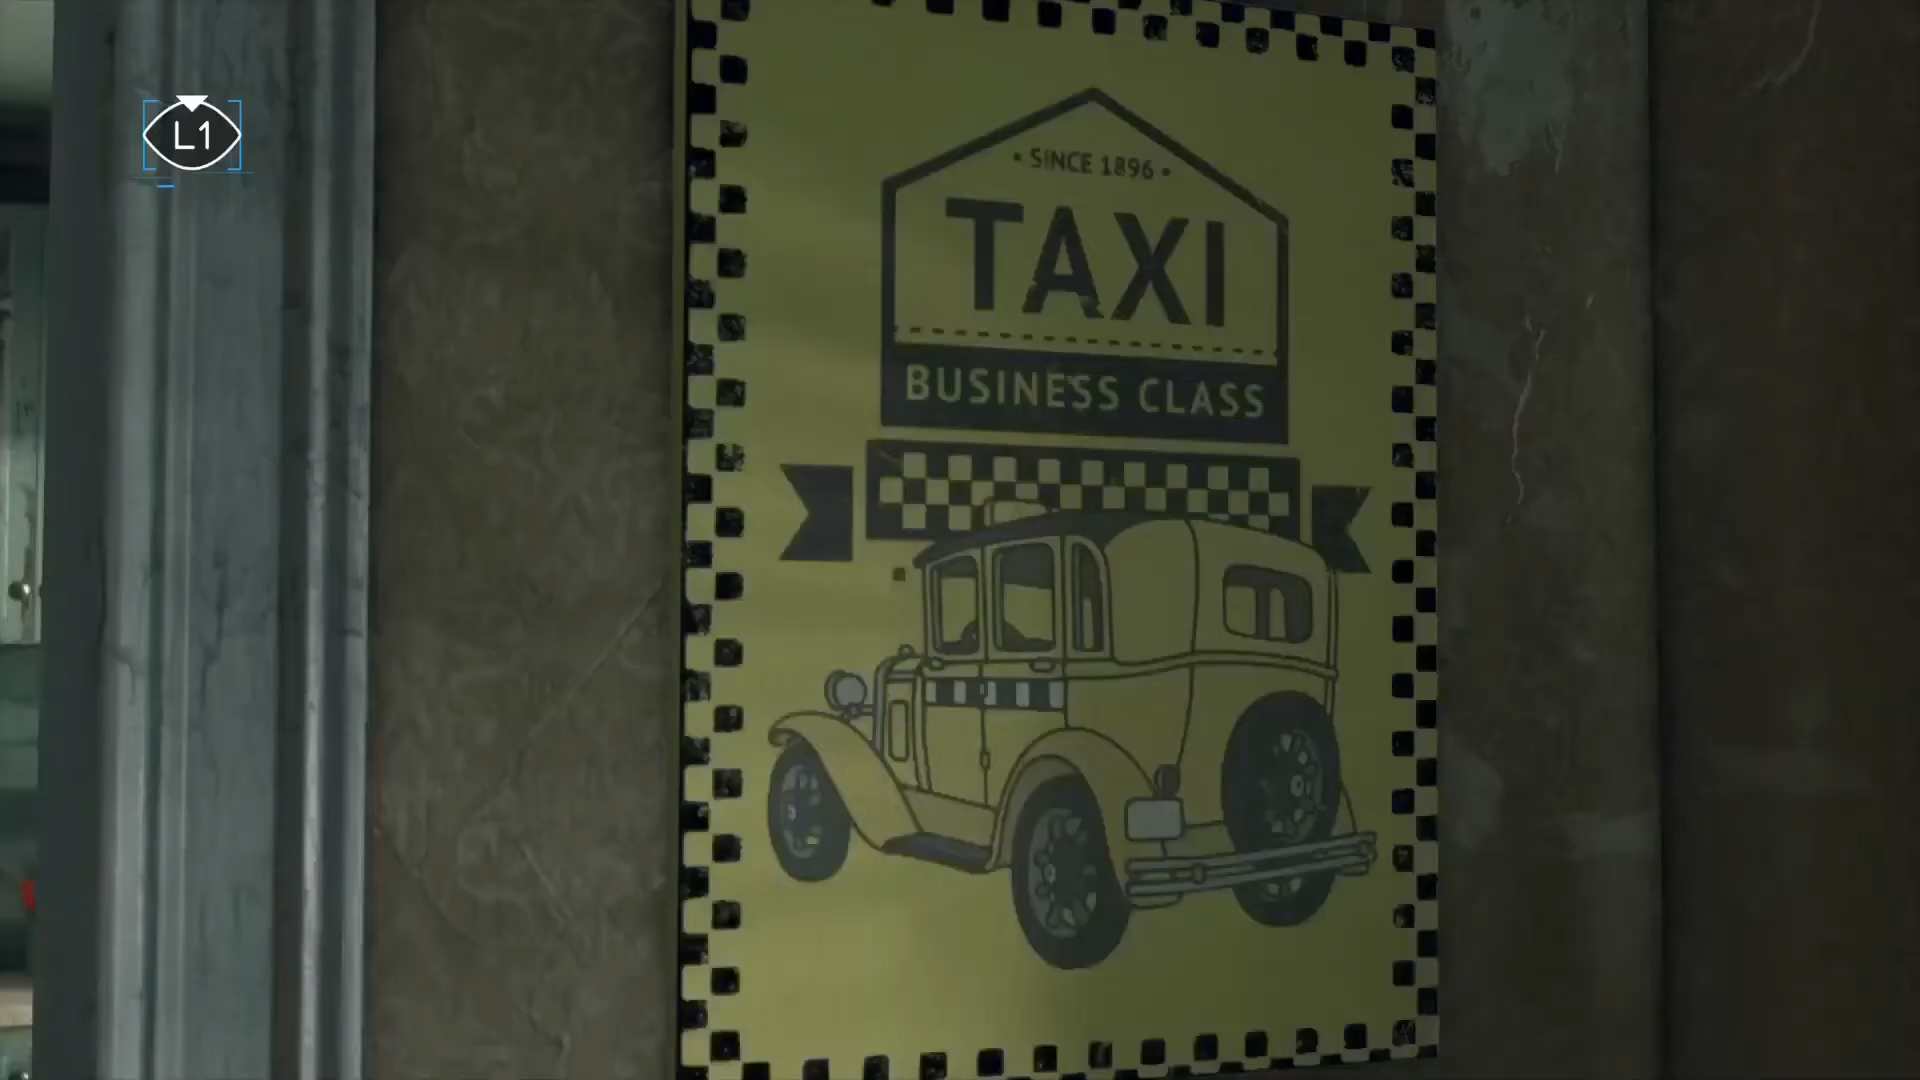 L1
• SINCE 1896 •
TAXI
BUSINESS CLASS